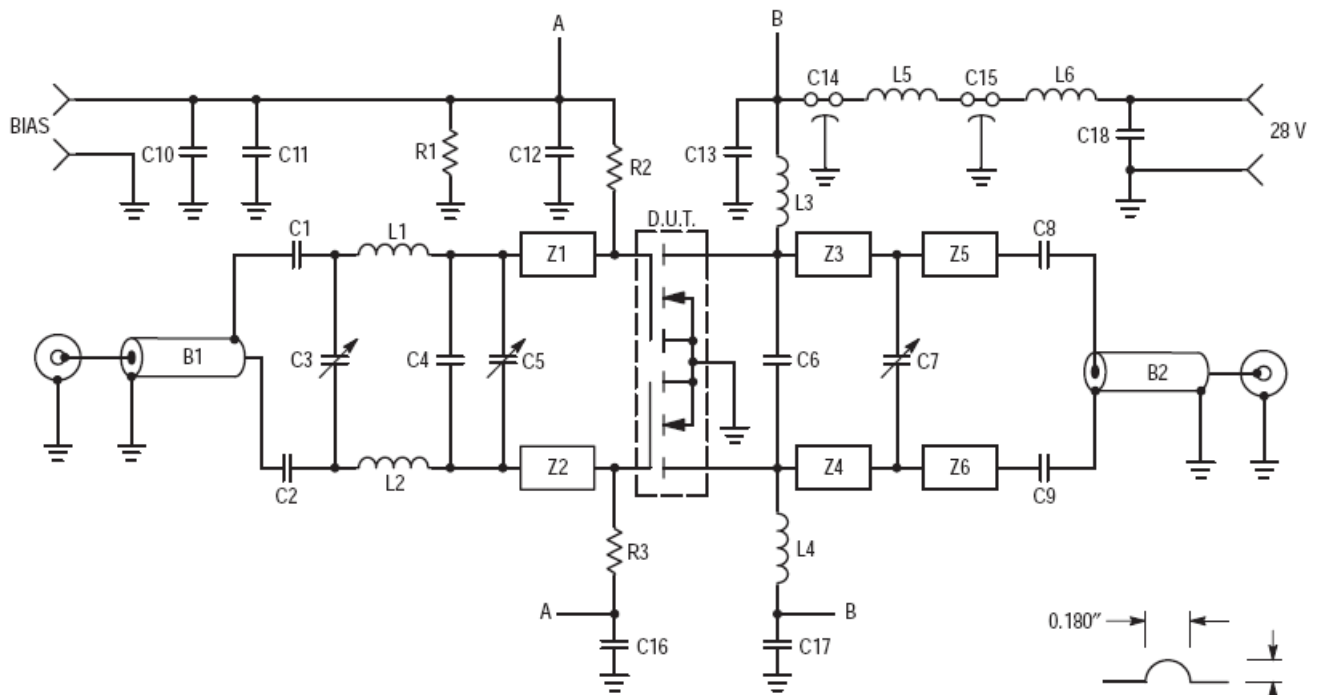 A
B
C14
L5
C15
L6
BIAS
C10
C11
R1
C12
R2
C13
C18
28 V
L3
D.U.T.
C1
L1
Z1
Z3
Z5
C8
B1
C3
C4
C5
C6
C7
B2
C2
L2
Z2
Z4
Z6
C9
R3
L4
A
B
0.180″
C16
C17